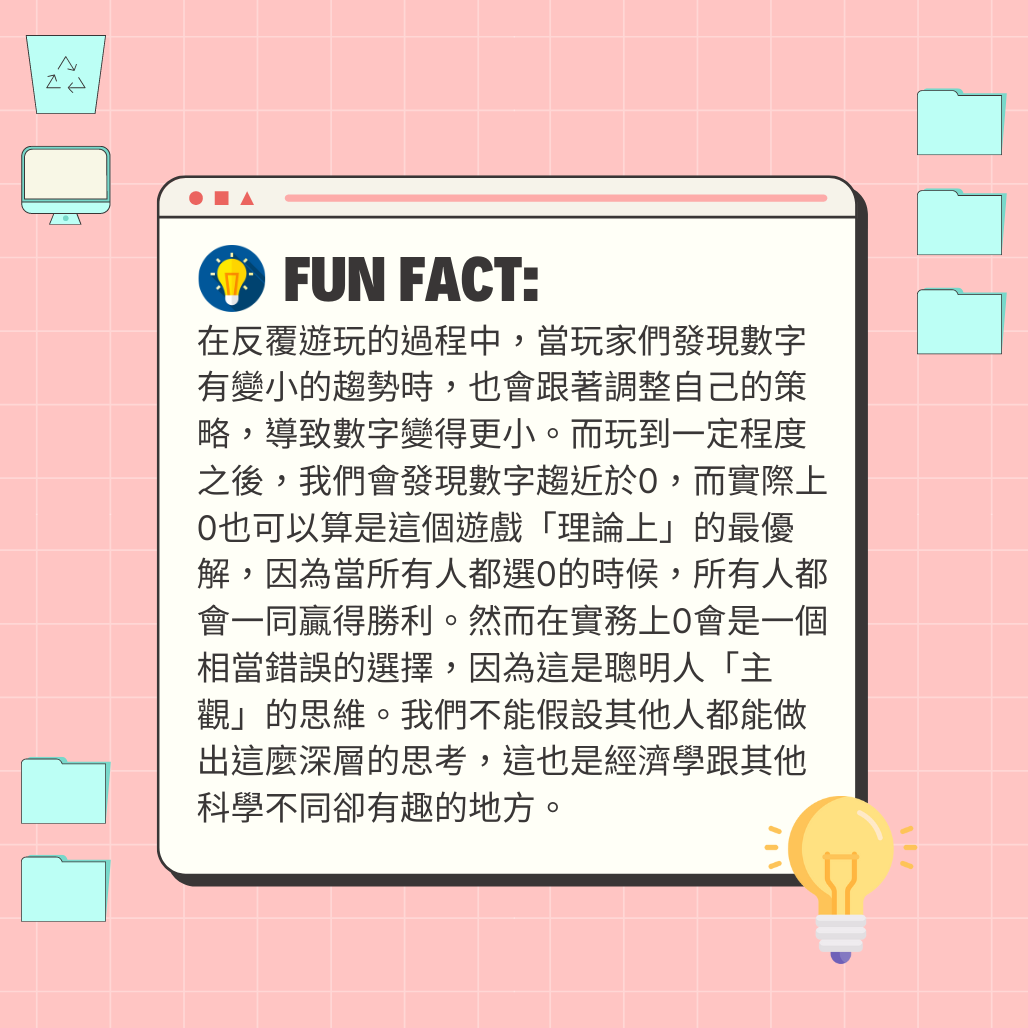 FUN FACT:
在反覆遊玩的過程中，當玩家們發現數字
有變小的趨勢時，也會跟著調整自己的策
略，導致數字變得更小。而玩到一定程度
之後，我們會發現數字趨近於0，而實際上
0也可以算是這個遊戲「理論上」的最優
解，因為當所有人都選0的時候，所有人都
會一同贏得勝利。然而在實務上0會是一個
相當錯誤的選擇，因為這是聰明人「主
觀」的思維。我們不能假設其他人都能做
出這麼深層的思考，這也是經濟學跟其他
科學不同卻有趣的地方。